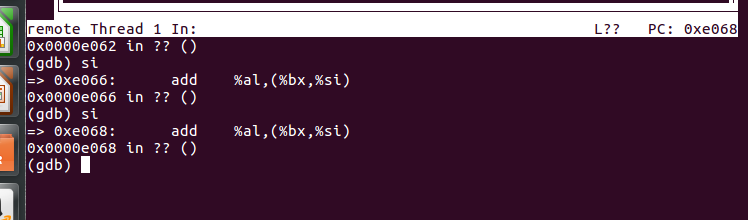 remote Thread 1 In: L?? PC: 0xe068
0x0000e062 in ?? ()
(gdb) si
=> 0xe066: add %al,(%bx,%si)
0x0000e066 in ?? ()
(gdb) si
=> 0xe068: add %al,(%bx,%si)
0x0000e068 in ?? ()
(gdb)